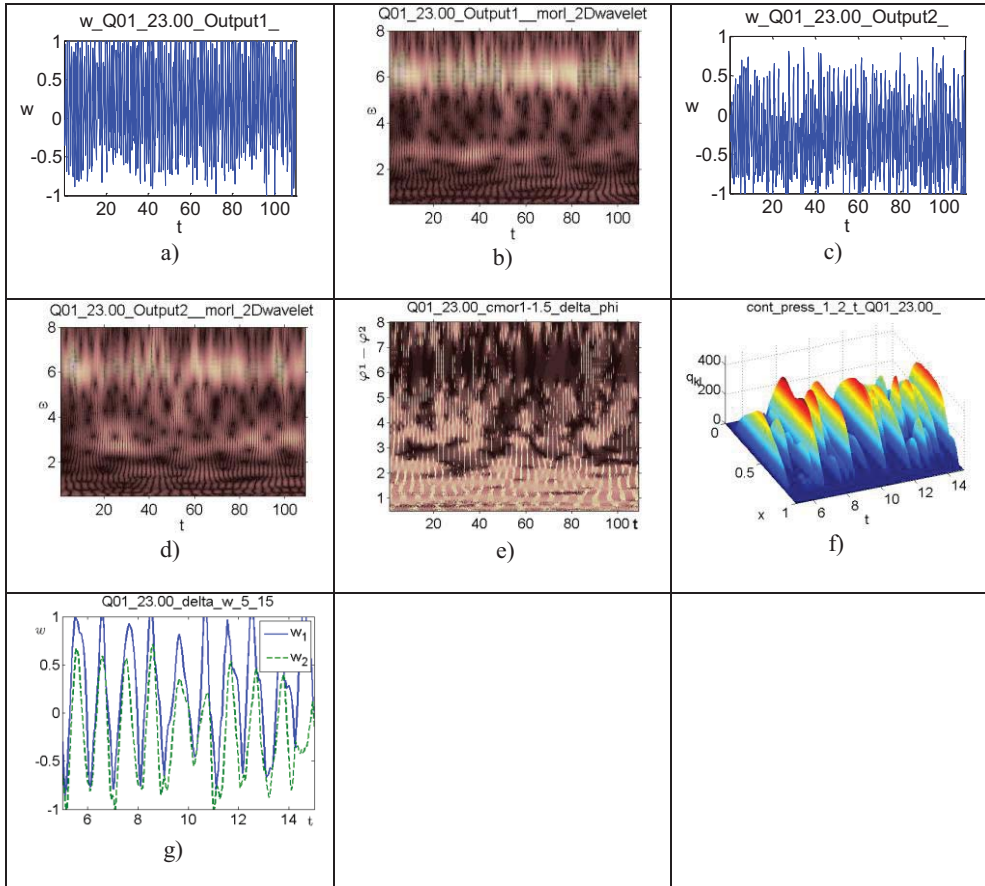 w_Q01_23.00_Output1_
1
0.5
w
0
-0.5
-1
20 40 60 80 100
t
a)
Q01_23.00_Output1__morl_2Dwavelet
8
6
ω
4
2
20 40 60 80 100
t
b)
w_Q01_23.00_Output2_
1
0.5
w
0
-0.5
-1
20 40 60 80 100
t
c)
Q01_23.00_Output2__morl_2Dwavelet
8
6
ω
4
2
20 40 60 80 100
t
d)
Q01_23.00_cmor1-1.5_delta_phi
φ1 − φ2
8
7
6
5
4
3
2
1
20 40 60 80 100 t
e)
cont_press_1_2_t_Q01_23.00_
400
q_kl 200
0
0
0.5
x 1
6 8 10 12 14
t
f)
Q01_23.00_delta_w_5_15
1
w
w1
w2
0.5
0
-0.5
-1
6 8 10 12 14 t
g)